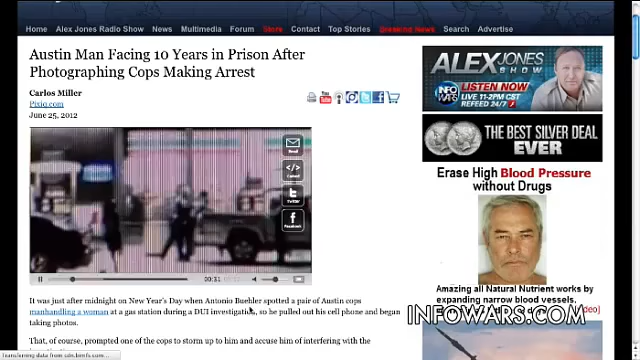 Home Alex Jones Radio Show News Multimedia Forum Store Contact Top Stories Breaking News Search Advertise
Austin Man Facing 10 Years in Prison After
Photographing Cops Making Arrest
Carlos Miller
Pixiq.com
June 25, 2012
Email
Twitter
Facebook
00:31
It was just after midnight on New Year's Day when Antonio Buehler spotted a pair of Austin cops
manhandling a woman at a gas station during a DUI investigation, so he pulled out his cell phone and began
taking photos.
That, of course, prompted one of the cops to storm up to him and accuse him of interfering with the
ALEX JONES
SHOW
INFO
WARS
LISTEN NOW
LIVE 11-2PM CST
REFEED 24/7
THE BEST SILVER DEAL
EVER
Erase High Blood Pressure
without Drugs
Amazing all Natural Nutrient works by
expanding narrow blood vessels,
INFOWARS.COM